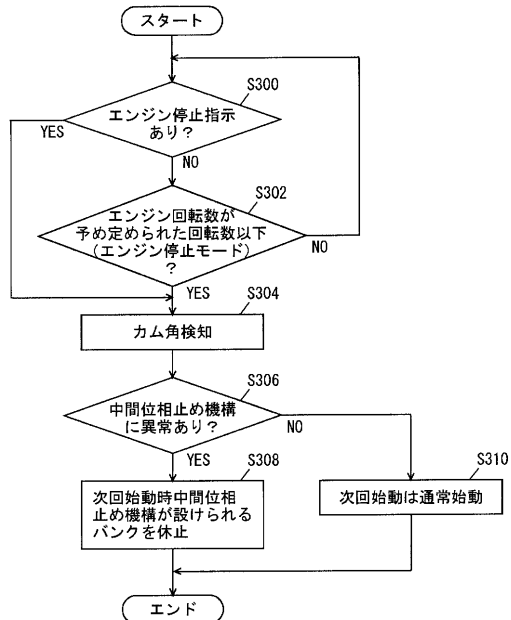 スタート
S300
エンジン停止指示
あり？
YES
NO
S302
エンジン回転数が
予め定められた回転数以下
（エンジン停止モード）
？
NO
YES
S304
カム角検知
S306
中間位相止め機構
に異常あり？
NO
YES
S308
次回始動時中間位相
止め機構が設けられる
バンクを休止
S310
次回始動は通常始動
エンド